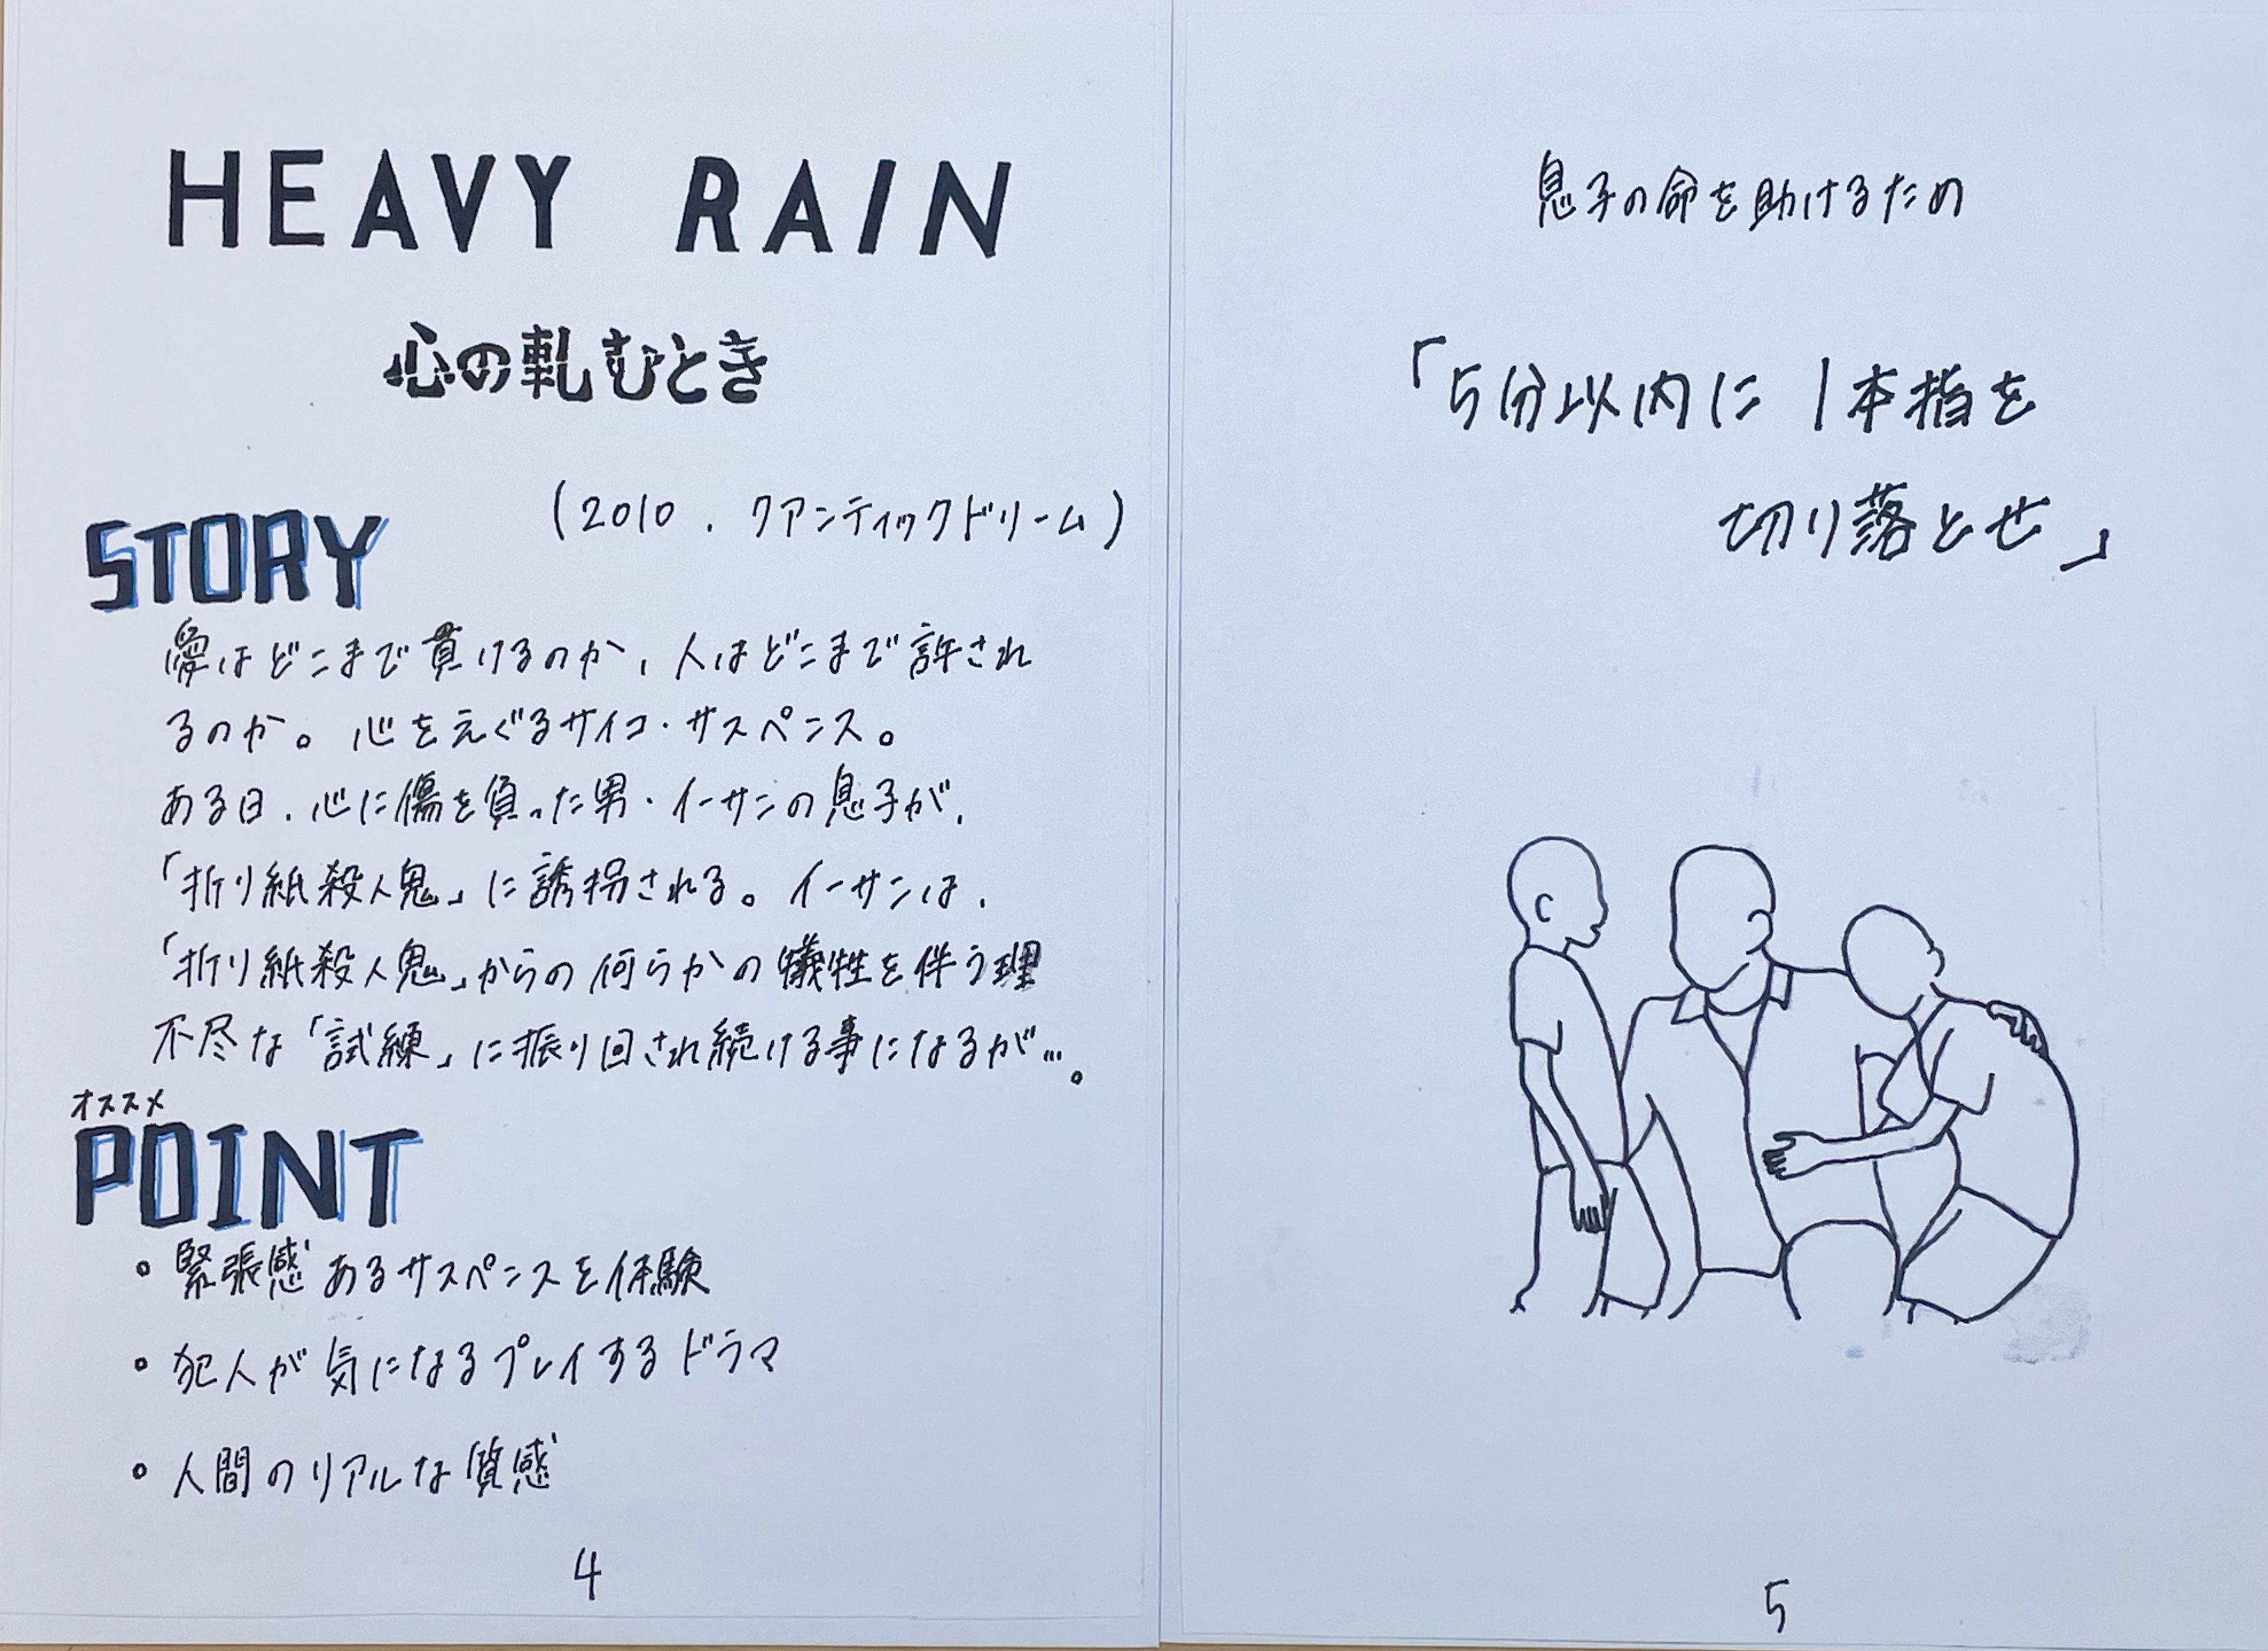 HEAVY RAIN
心の軋むとき
(2010.クアンティックドリーム)
STORY
愛はどこまで貫けるのか、人はどこまで許され
るのか。心をえぐるサイコ・サスペンス。
ある日、心に傷を負った男・イーサンの息子が、
「折り紙殺人鬼」に誘拐される。イーサンは、
「折り紙殺人鬼」からの何らかの犠牲を伴う理
不尽な「試練」に振り回され続ける事になるが…。
オススメ
POINT
・緊張感あるサスペンスを体験
・犯人が気になるプレイするドラマ
・人間のリアルな質感
4
息子の命を助けるため
「5分以内に1本指を
切り落とせ」
5